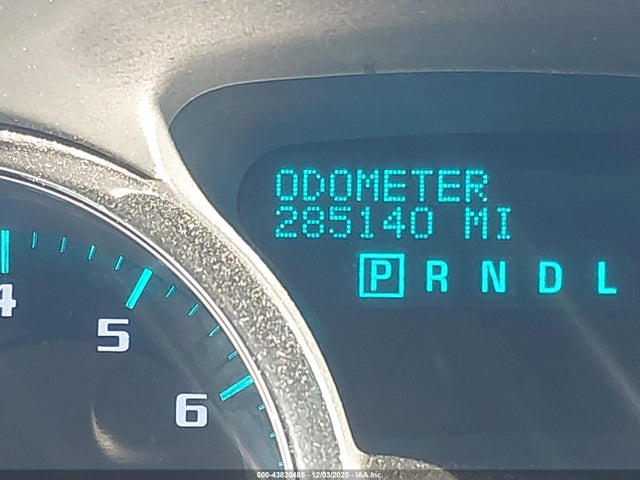 ODOMETER
285140 MI
P R N D L
4
5
6
000-43820485 - 12/03/2025 - IAA Inc.